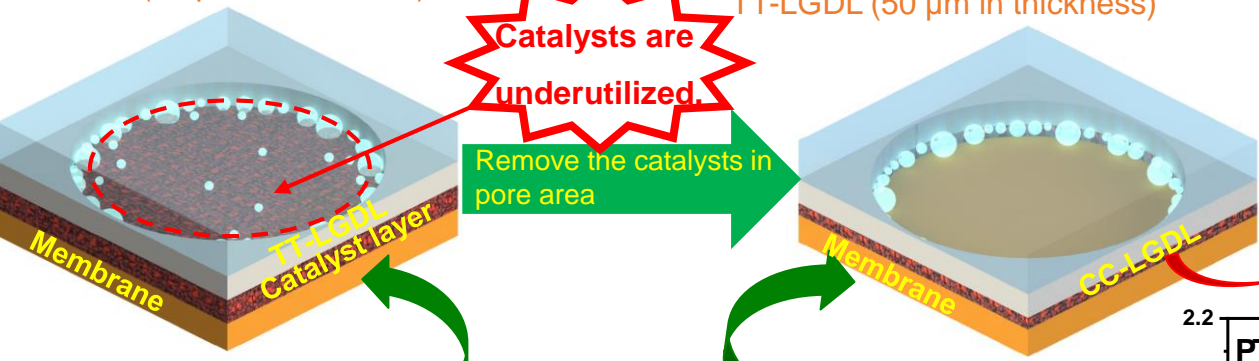 TT-LGDL (50 µm in thickness)
Catalysts are
underutilized.
Remove the catalysts in
pore area
TT-LGDL
Catalyst layer
Membrane
Membrane
CC-LGDL
2.2